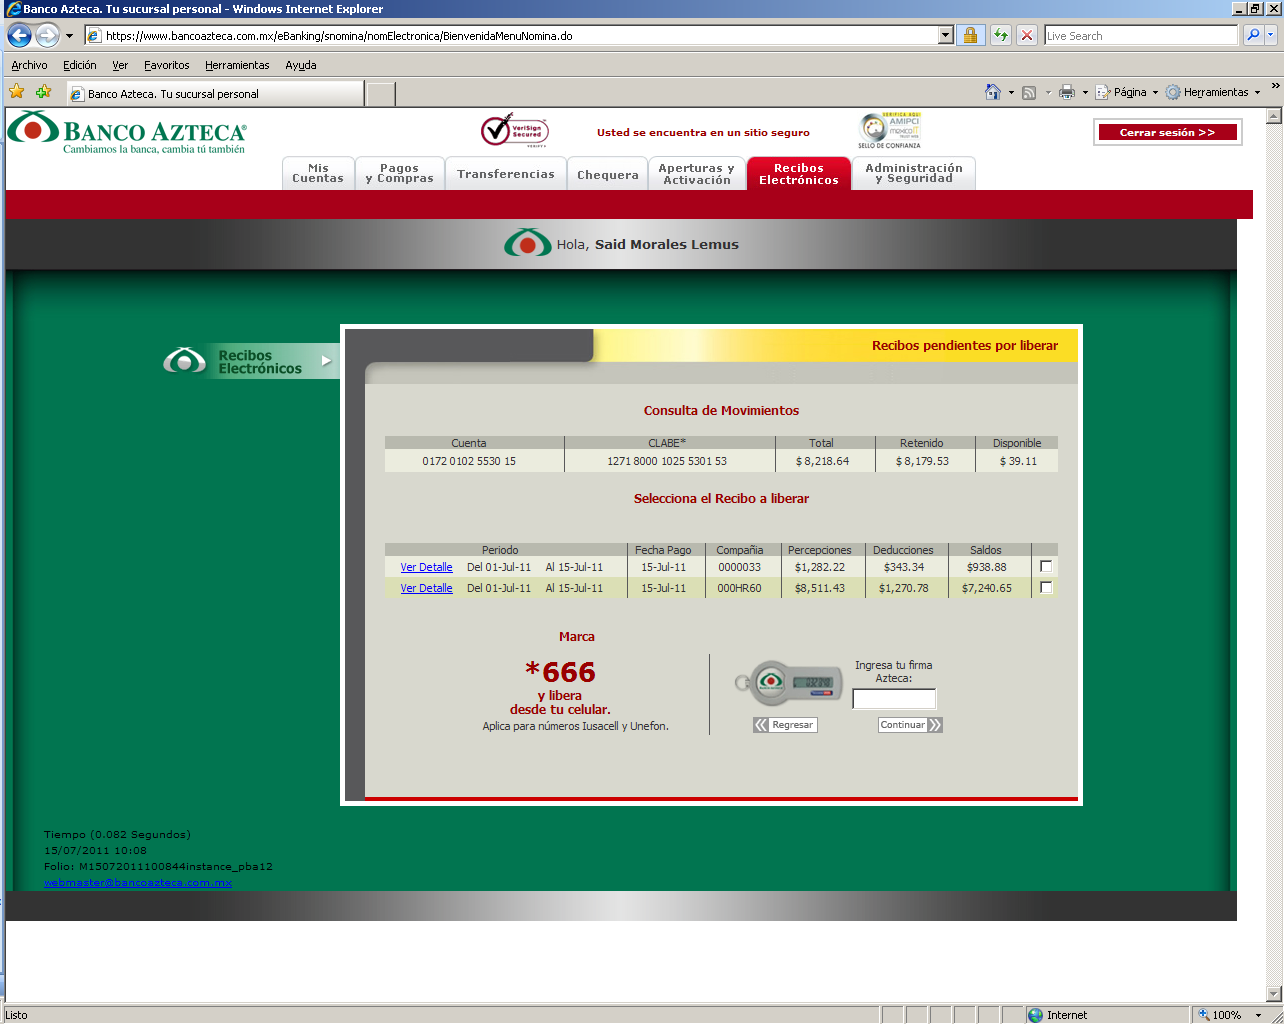 Banco Azteca. Tu sucursal personal - Windows Internet Explorer
https://www.bancoazteca.com.mx/eBanking/snomina/nomElectronica/BienvenidaMenuNomina.do
Live Search
Archivo Edición Ver Favoritos Herramientas Ayuda
Banco Azteca. Tu sucursal personal
Página
Herramientas
BANCO AZTECA®
Cambiamos la banca, cambia tú también
VeriSign
Secured
VERIFY
Usted se encuentra en un sitio seguro
VERIFICA AQUÍ
AMIPCI
mexicoIT
SELLO DE CONFIANZA
Cerrar sesión >>
Mis Cuentas
Pagos y Compras
Transferencias
Chequera
Aperturas y Activación
Recibos Electrónicos
Administración y Seguridad
Hola, Said Morales Lemus
Recibos Electrónicos
Recibos pendientes por liberar
Consulta de Movimientos
Cuenta CLABE* Total Retenido Disponible
0172 0102 5530 15 1271 8000 1025 5301 53 $ 8,218.64 $ 8,179.53 $ 39.11
Selecciona el Recibo a liberar
Periodo Fecha Pago Compañia Percepciones Deducciones Saldos
Ver Detalle Del 01-Jul-11 Al 15-Jul-11 15-Jul-11 0000033 $1,282.22 $343.34 $938.88
Ver Detalle Del 01-Jul-11 Al 15-Jul-11 15-Jul-11 000HR60 $8,511.43 $1,270.78 $7,240.65
Marca
*666
y libera
desde tu celular.
Aplica para números Iusacell y Unefon.
Ingresa tu firma
Azteca:
Regresar
Continuar
Tiempo (0.082 Segundos)
15/07/2011 10:08
Folio: M15072011100844instance_pba12
webmaster@bancoazteca.com.mx
Listo
Internet
100%